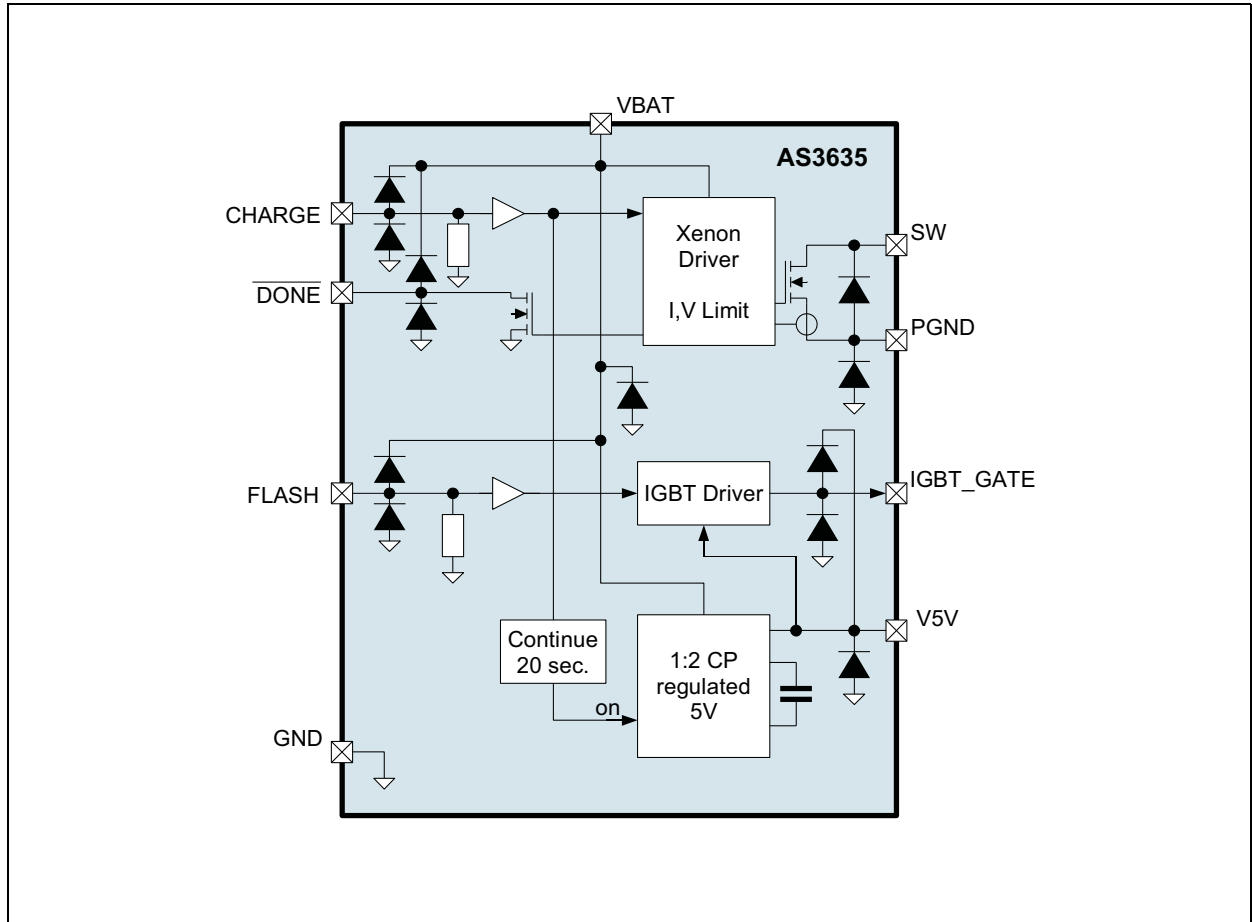 VBAT
AS3635
CHARGE
Xenon
Driver
I,V Limit
SW
DONE
PGND
FLASH
IGBT Driver
IGBT_GATE
V5V
Continue
20 sec.
1:2 CP
regulated
5V
on
GND